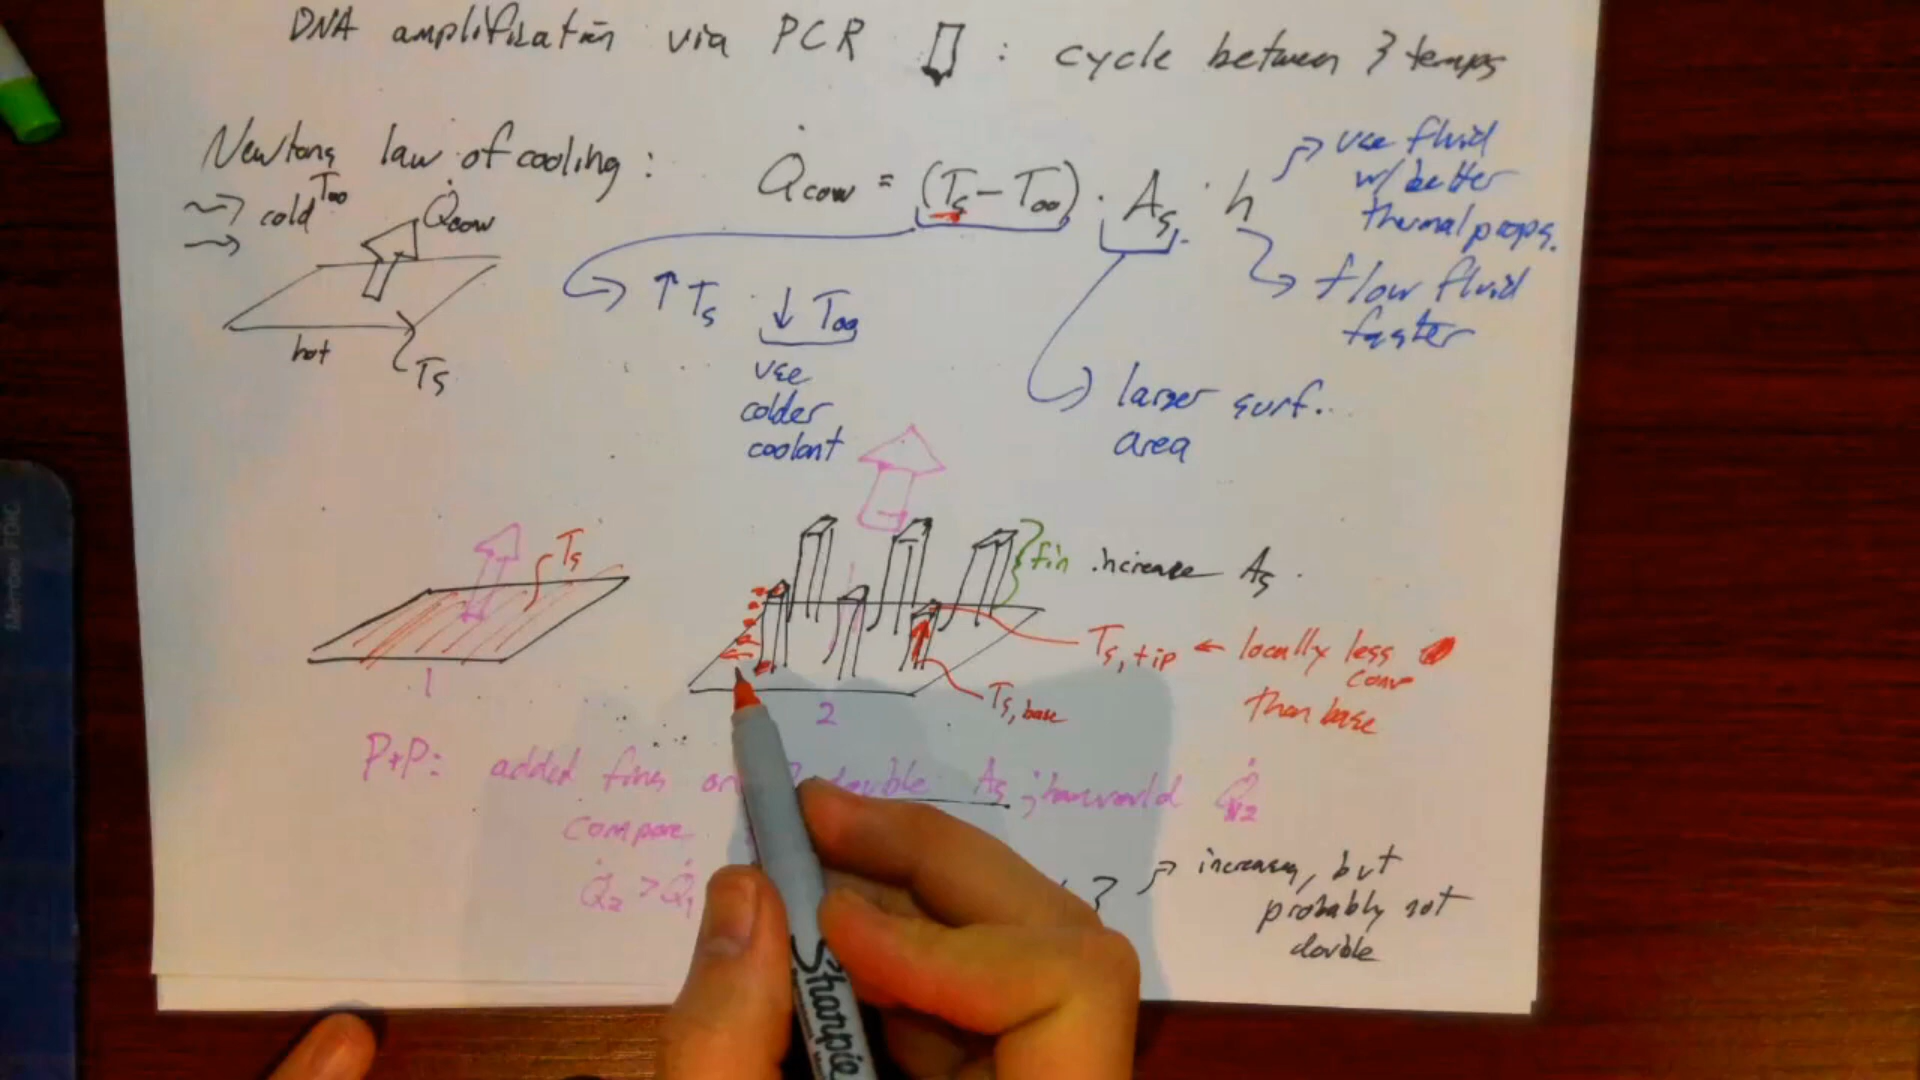 DNA amplifization via PCR : cycle between 3 temps
Newtons law of cooling : Q̇conv = (Ts - T∞) · As · h
use fluid
w/ better
thermal props.
cold T∞
Q̇conv
hot
Ts
↑ Ts ↓ T∞
use
colder
coolant
flow fluid
faster
larger surf.
area
Ts
1
2
fin increase As
Ts,tip ← locally less
conv
than base
Ts,base
P+P: added fins double As ; how would Q̇2
compare
Q̇2 > Q̇1
?
increases, but
probably not
double
Sharpie